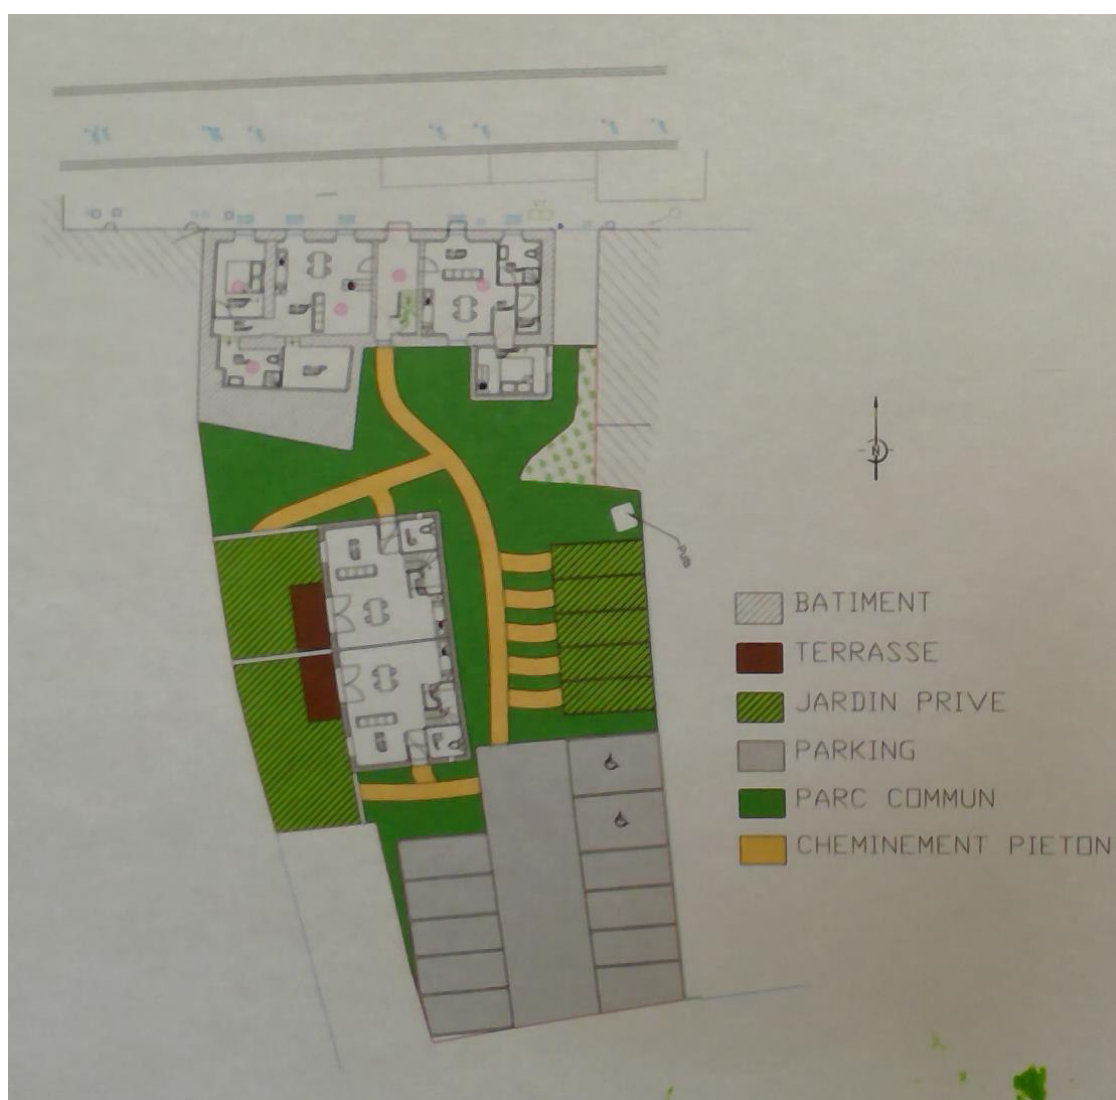 N
BATIMENT
TERRASSE
JARDIN PRIVE
PARKING
PARC COMMUN
CHEMINEMENT PIETON